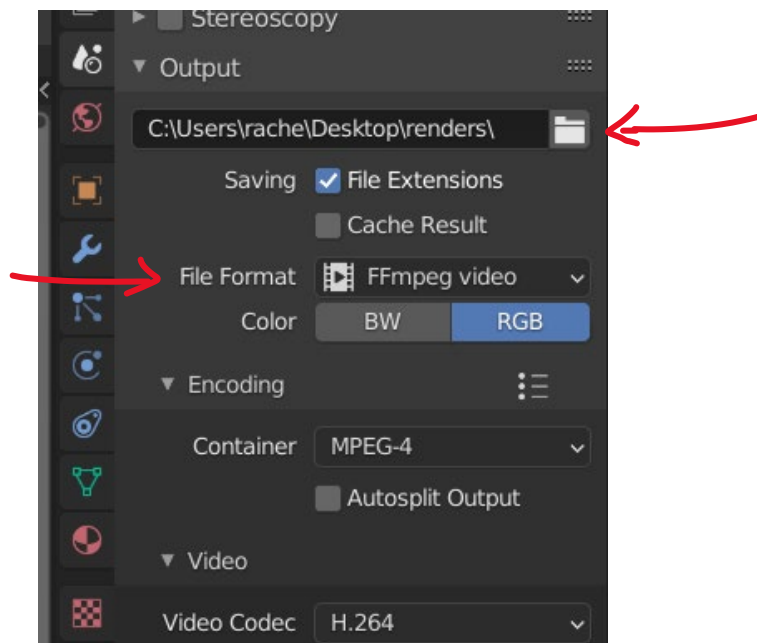 Stereoscopy
Output
C:\Users\rache\Desktop\renders\
Saving File Extensions
Cache Result
File Format FFmpeg video
Color BW RGB
Encoding
Container MPEG-4
Autosplit Output
Video
Video Codec H.264